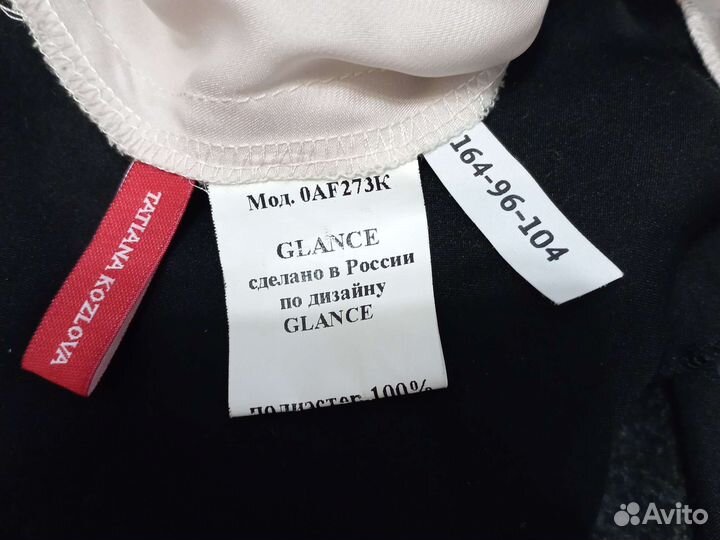 TATIANA KOZLOVA
Мод. 0AF273K
GLANCE
сделано в России
по дизайну
GLANCE
полиэстер 100%
164-96-104
Avito